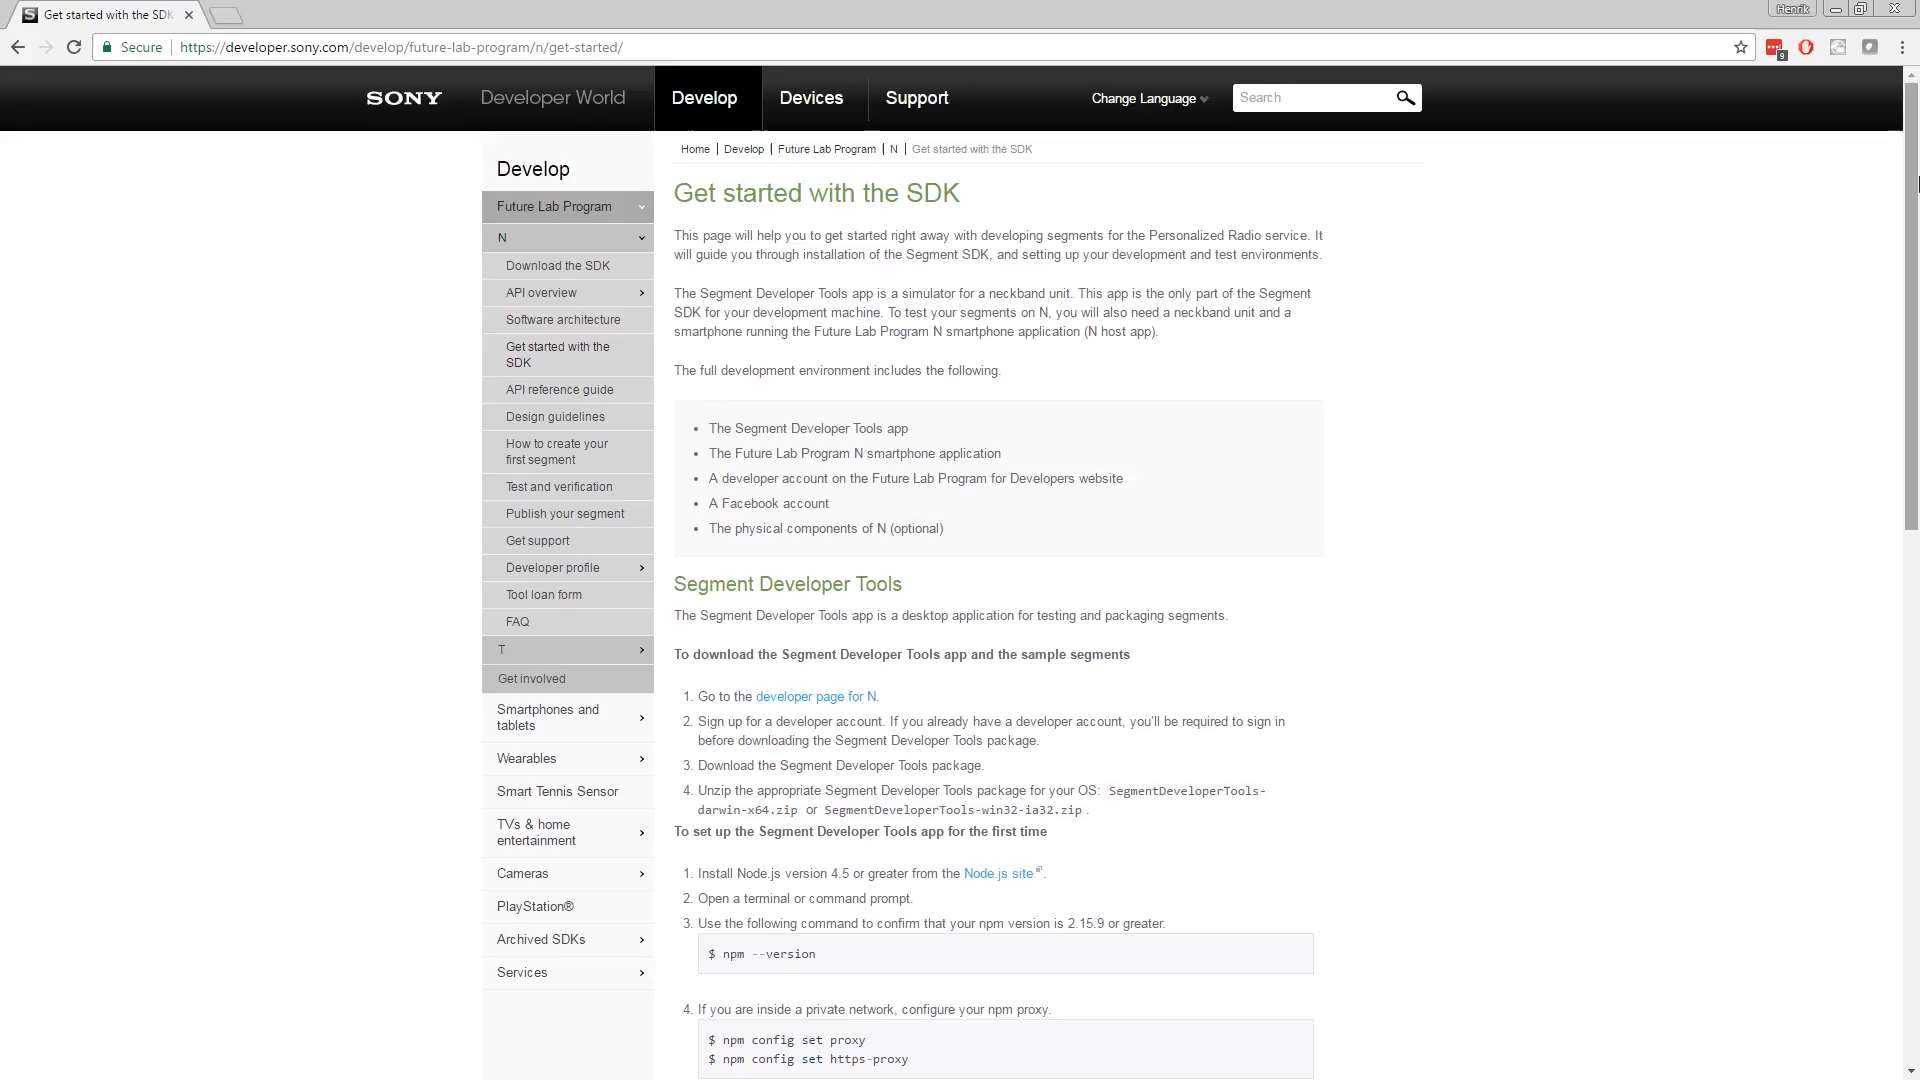 Get started with the SDK
Henrik
Secure
https://developer.sony.com/develop/future-lab-program/n/get-started/
9
SONY
Developer World
Develop
Devices
Support
Change Language
Search
Home | Develop | Future Lab Program | N | Get started with the SDK
Develop
Future Lab Program
N
Download the SDK
API overview
Software architecture
Get started with the
SDK
API reference guide
Design guidelines
How to create your
first segment
Test and verification
Publish your segment
Get support
Developer profile
Tool loan form
FAQ
T
Get involved
Smartphones and
tablets
Wearables
Smart Tennis Sensor
TVs & home
entertainment
Cameras
PlayStation®
Archived SDKs
Services
Get started with the SDK
This page will help you to get started right away with developing segments for the Personalized Radio service. It
will guide you through installation of the Segment SDK, and setting up your development and test environments.
The Segment Developer Tools app is a simulator for a neckband unit. This app is the only part of the Segment
SDK for your development machine. To test your segments on N, you will also need a neckband unit and a
smartphone running the Future Lab Program N smartphone application (N host app).
The full development environment includes the following.
• The Segment Developer Tools app
• The Future Lab Program N smartphone application
• A developer account on the Future Lab Program for Developers website
• A Facebook account
• The physical components of N (optional)
Segment Developer Tools
The Segment Developer Tools app is a desktop application for testing and packaging segments.
To download the Segment Developer Tools app and the sample segments
1. Go to the developer page for N.
2. Sign up for a developer account. If you already have a developer account, you'll be required to sign in
before downloading the Segment Developer Tools package.
3. Download the Segment Developer Tools package.
4. Unzip the appropriate Segment Developer Tools package for your OS: SegmentDeveloperTools-
darwin-x64.zip or SegmentDeveloperTools-win32-ia32.zip.
To set up the Segment Developer Tools app for the first time
1. Install Node.js version 4.5 or greater from the Node.js site.
2. Open a terminal or command prompt.
3. Use the following command to confirm that your npm version is 2.15.9 or greater.
$ npm --version
4. If you are inside a private network, configure your npm proxy.
$ npm config set proxy
$ npm config set https-proxy